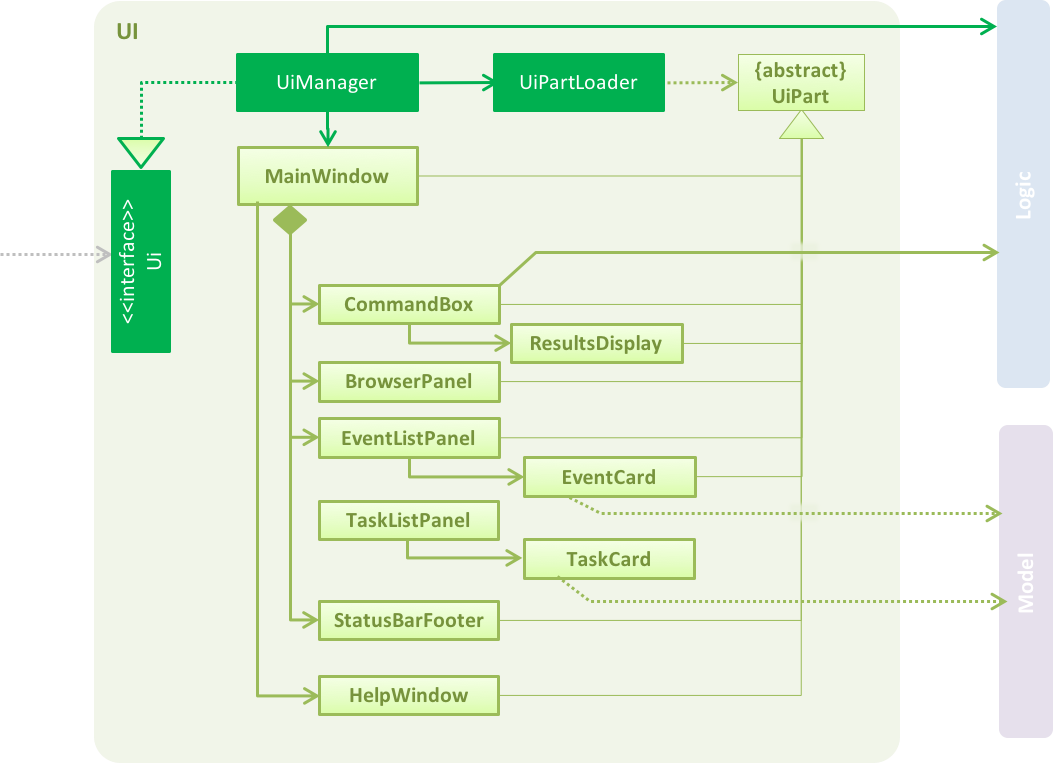 UI
UiManager
UiPartLoader
{abstract}
UiPart
<<interface>>
Ui
MainWindow
Logic
CommandBox
ResultsDisplay
BrowserPanel
EventListPanel
EventCard
TaskListPanel
TaskCard
Model
StatusBarFooter
HelpWindow